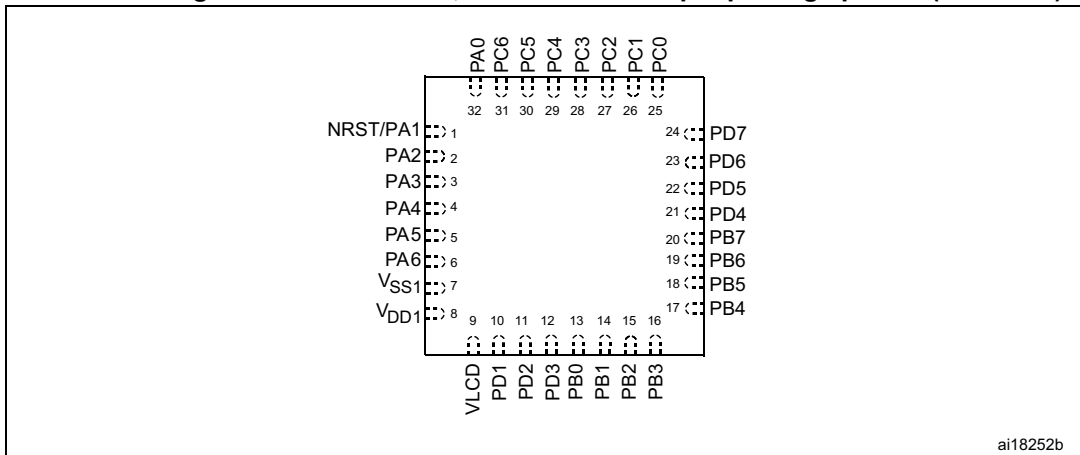 PA0 PC6 PC5 PC4 PC3 PC2 PC1 PC0
32 31 30 29 28 27 26 25
NRST/PA1 1
PA2 2
PA3 3
PA4 4
PA5 5
PA6 6
VSS1 7
VDD1 8
24 PD7
23 PD6
22 PD5
21 PD4
20 PB7
19 PB6
18 PB5
17 PB4
9 10 11 12 13 14 15 16
VLCD PD1 PD2 PD3 PB0 PB1 PB2 PB3
ai18252b